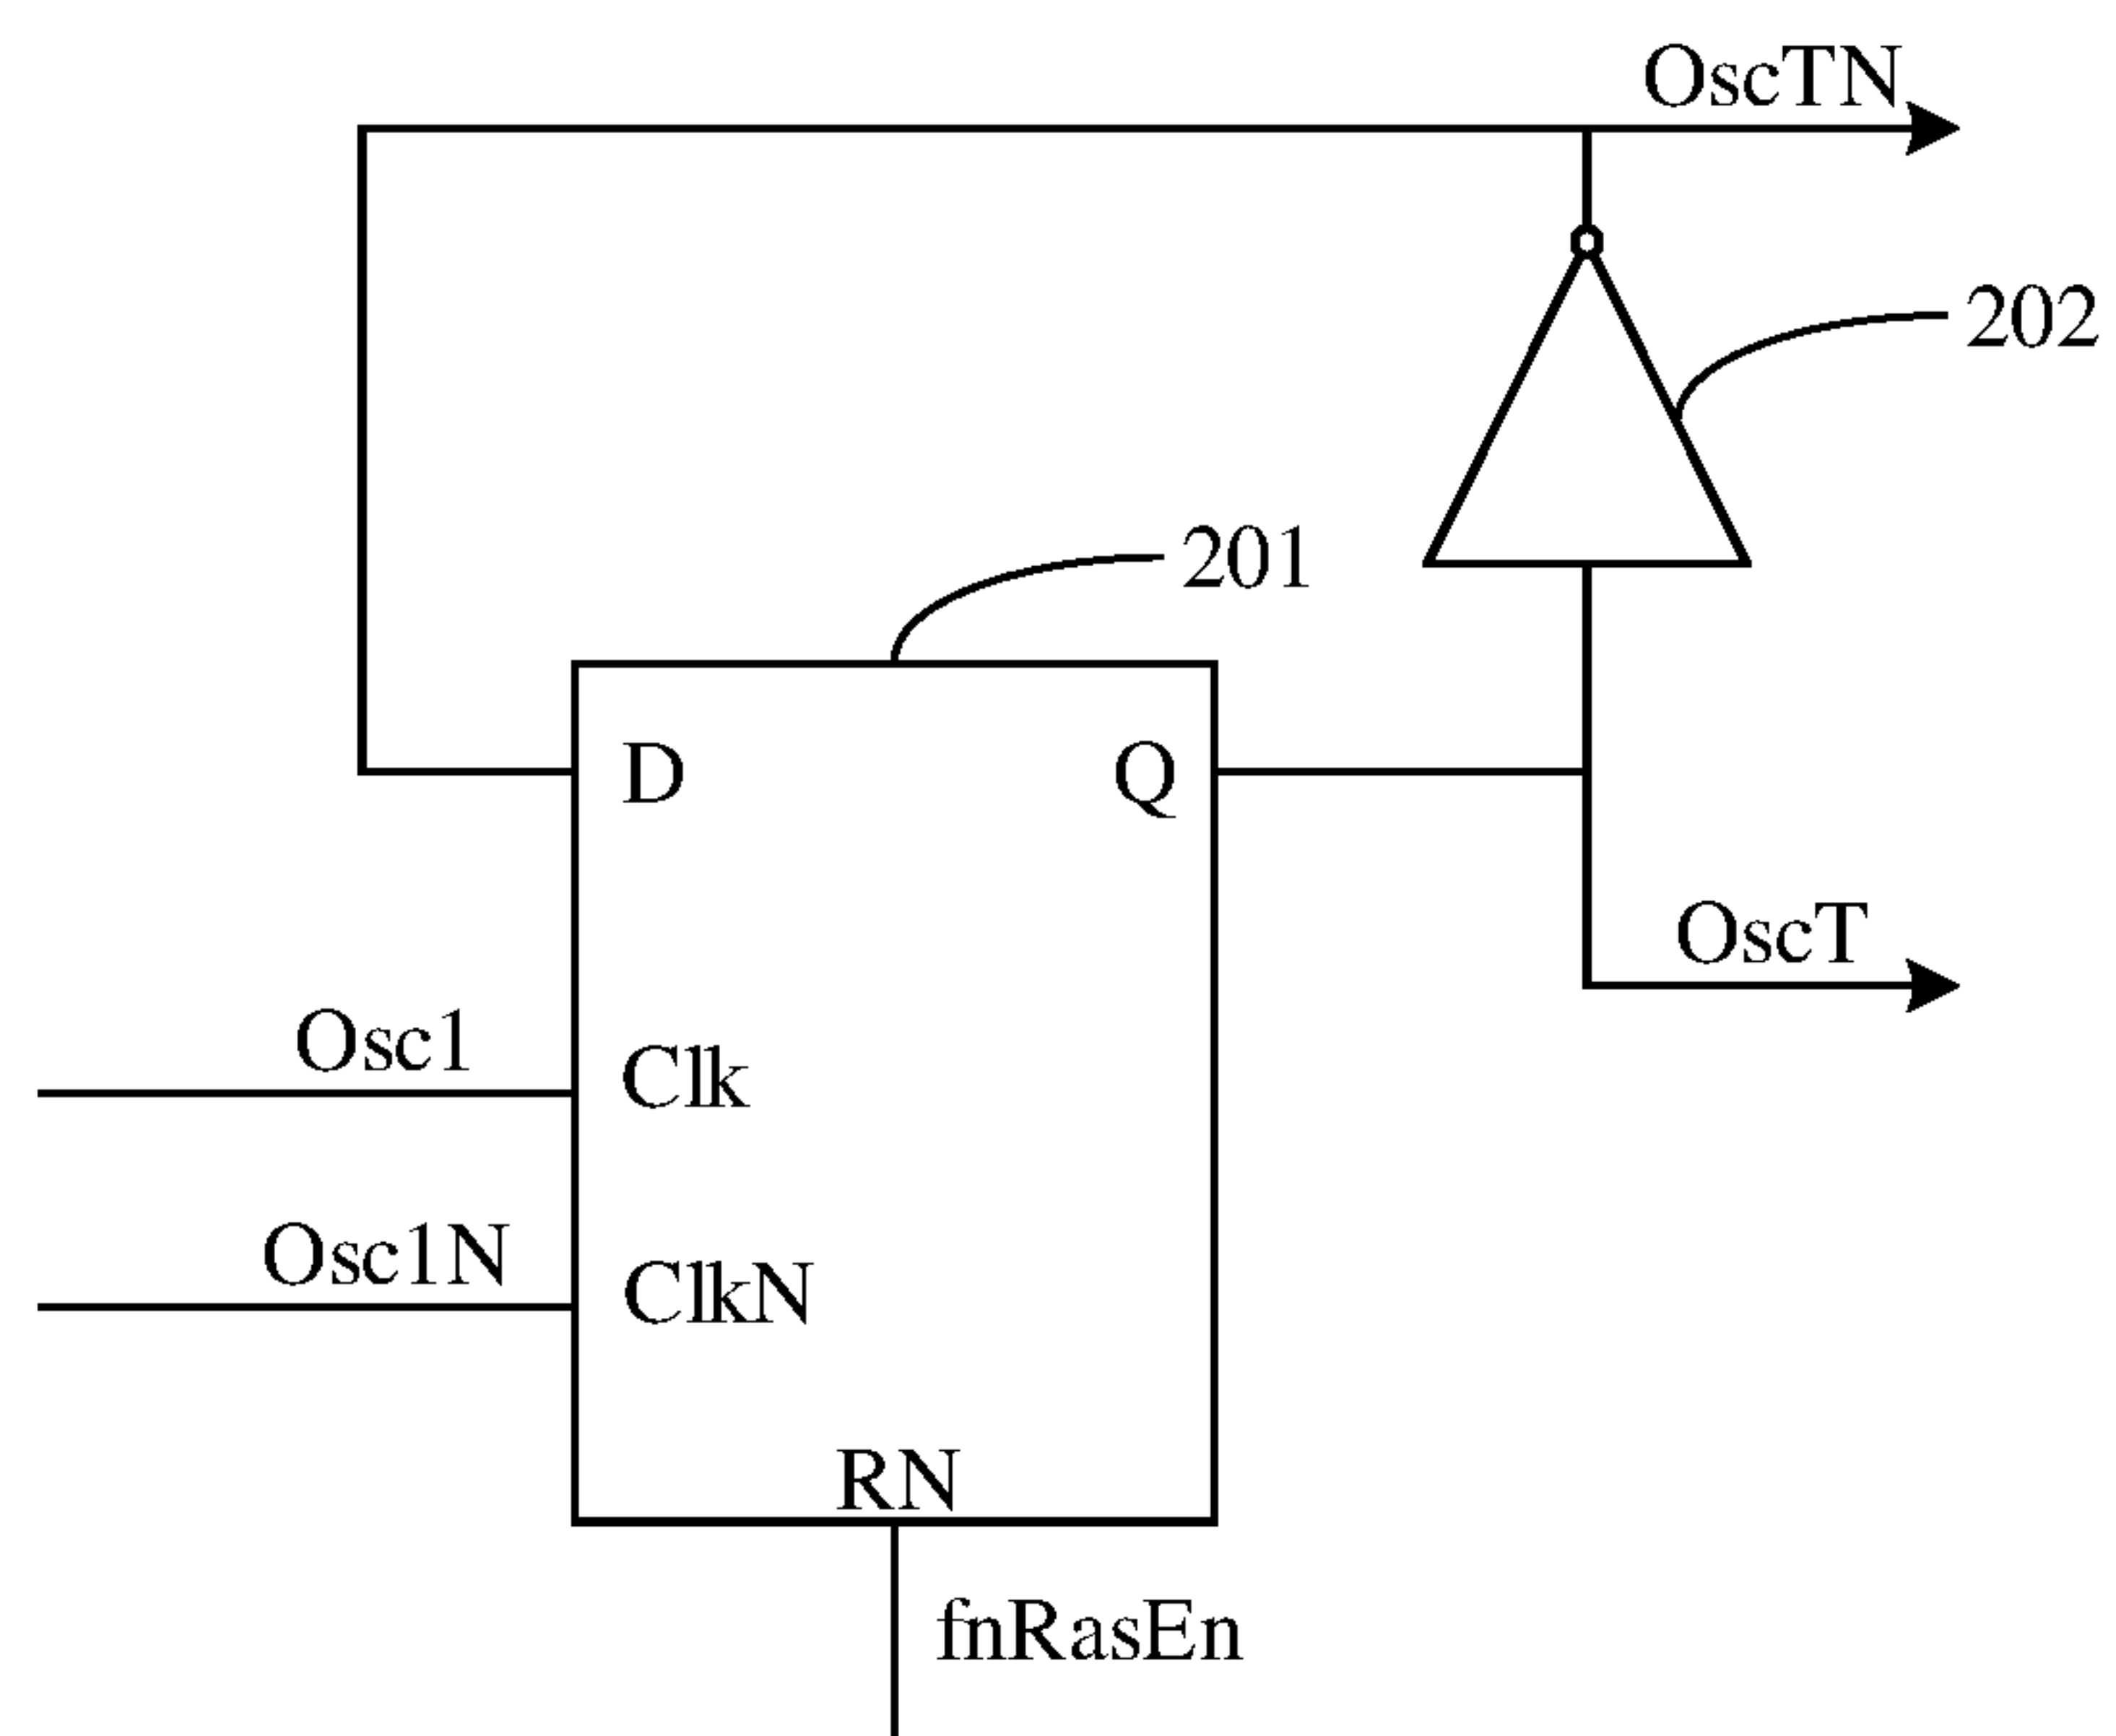 OscTN
202
201
D
Q
OscT
Osc1
Clk
Osc1N
ClkN
RN
fnRasEn